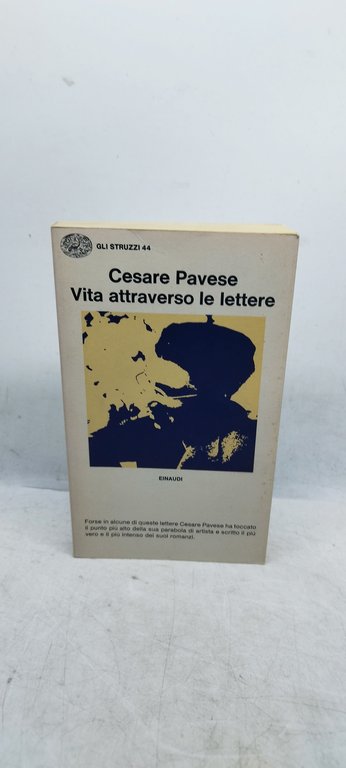 GLI STRUZZI 44
Cesare Pavese
Vita attraverso le lettere
EINAUDI
Forse in alcune di queste lettere Cesare Pavese ha toccato
il punto più alto della sua parabola di artista e scritto il più
vero e il più intenso dei suoi romanzi.